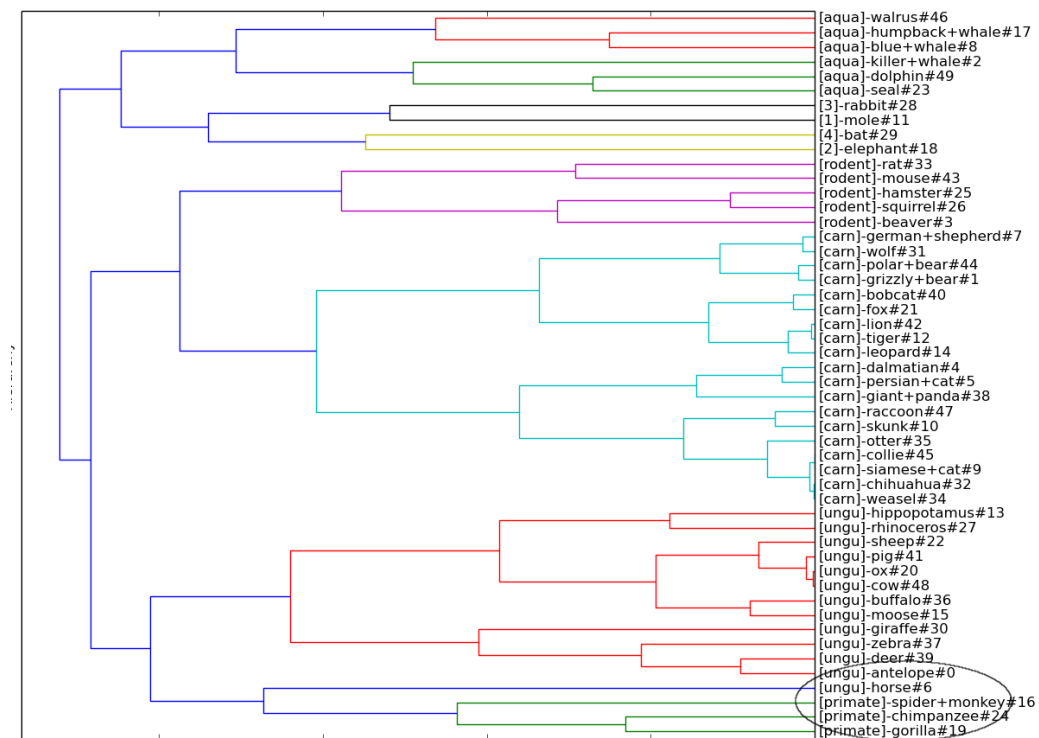 [aqua]-walrus#46
[aqua]-humpback+whale#17
[aqua]-blue+whale#8
[aqua]-killer+whale#2
[aqua]-dolphin#49
[aqua]-seal#23
[3]-rabbit#28
[1]-mole#11
[4]-bat#29
[2]-elephant#18
[rodent]-rat#33
[rodent]-mouse#43
[rodent]-hamster#25
[rodent]-squirrel#26
[rodent]-beaver#3
[carn]-german+shepherd#7
[carn]-wolf#31
[carn]-polar+bear#44
[carn]-grizzly+bear#1
[carn]-bobcat#40
[carn]-fox#21
[carn]-lion#42
[carn]-tiger#12
[carn]-leopard#14
[carn]-dalmatian#4
[carn]-persian+cat#5
[carn]-giant+panda#38
[carn]-raccoon#47
[carn]-skunk#10
[carn]-otter#35
[carn]-collie#45
[carn]-siamese+cat#9
[carn]-chihuahua#32
[carn]-weasel#34
[ungu]-hippopotamus#13
[ungu]-rhinoceros#27
[ungu]-sheep#22
[ungu]-pig#41
[ungu]-ox#20
[ungu]-cow#48
[ungu]-buffalo#36
[ungu]-moose#15
[ungu]-giraffe#30
[ungu]-zebra#37
[ungu]-deer#39
[ungu]-antelope#0
[ungu]-horse#6
[primate]-spider+monkey#16
[primate]-chimpanzee#24
[primate]-gorilla#19